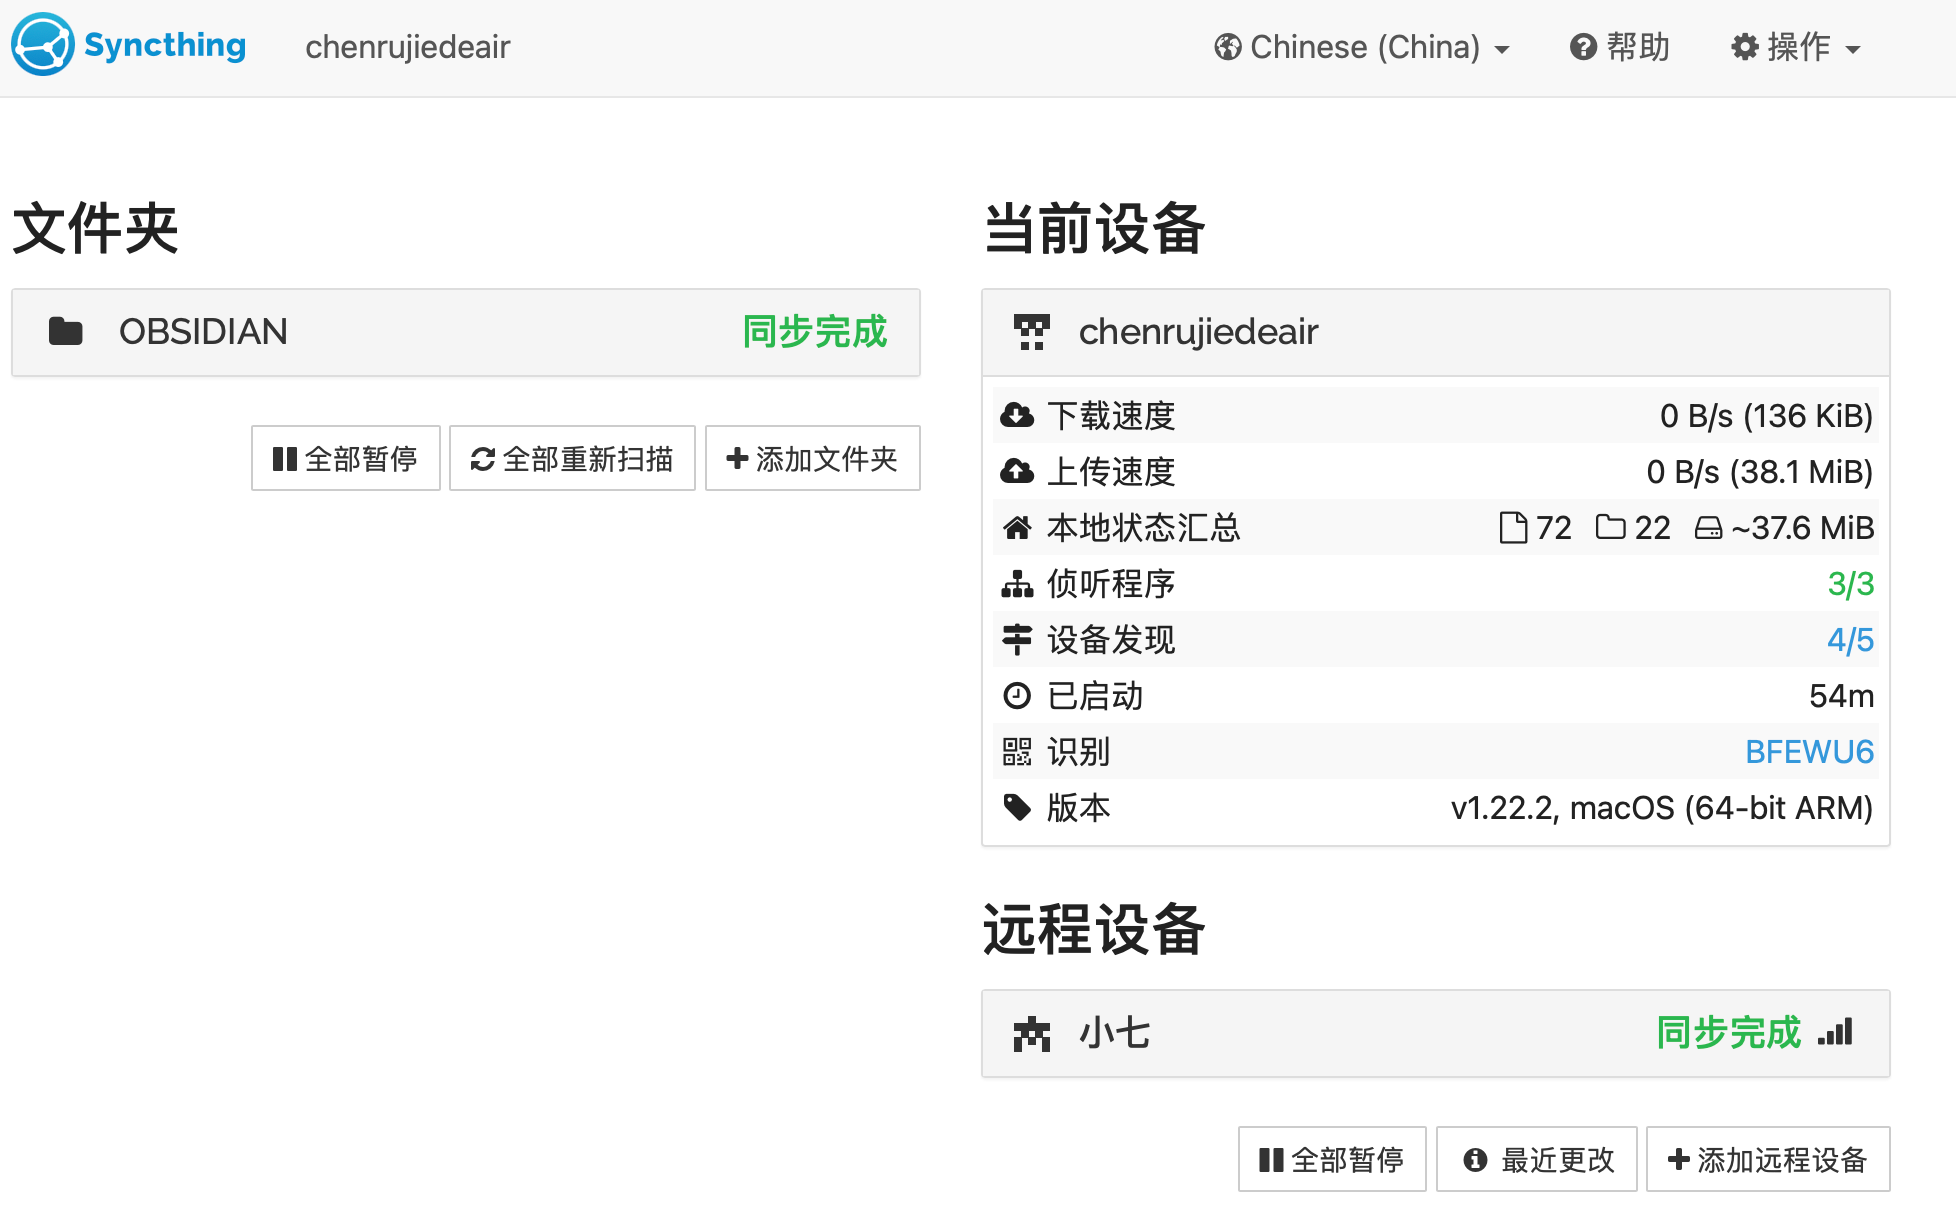 Syncthing chenrujiedeair Chinese (China) 帮助 操作
文件夹
OBSIDIAN 同步完成
全部暂停 全部重新扫描 添加文件夹
当前设备
chenrujiedeair
下载速度 0 B/s (136 KiB)
上传速度 0 B/s (38.1 MiB)
本地状态汇总 72 22 ~37.6 MiB
侦听程序 3/3
设备发现 4/5
已启动 54m
识别 BFEWU6
版本 v1.22.2, macOS (64-bit ARM)
远程设备
小七 同步完成
全部暂停 最近更改 添加远程设备